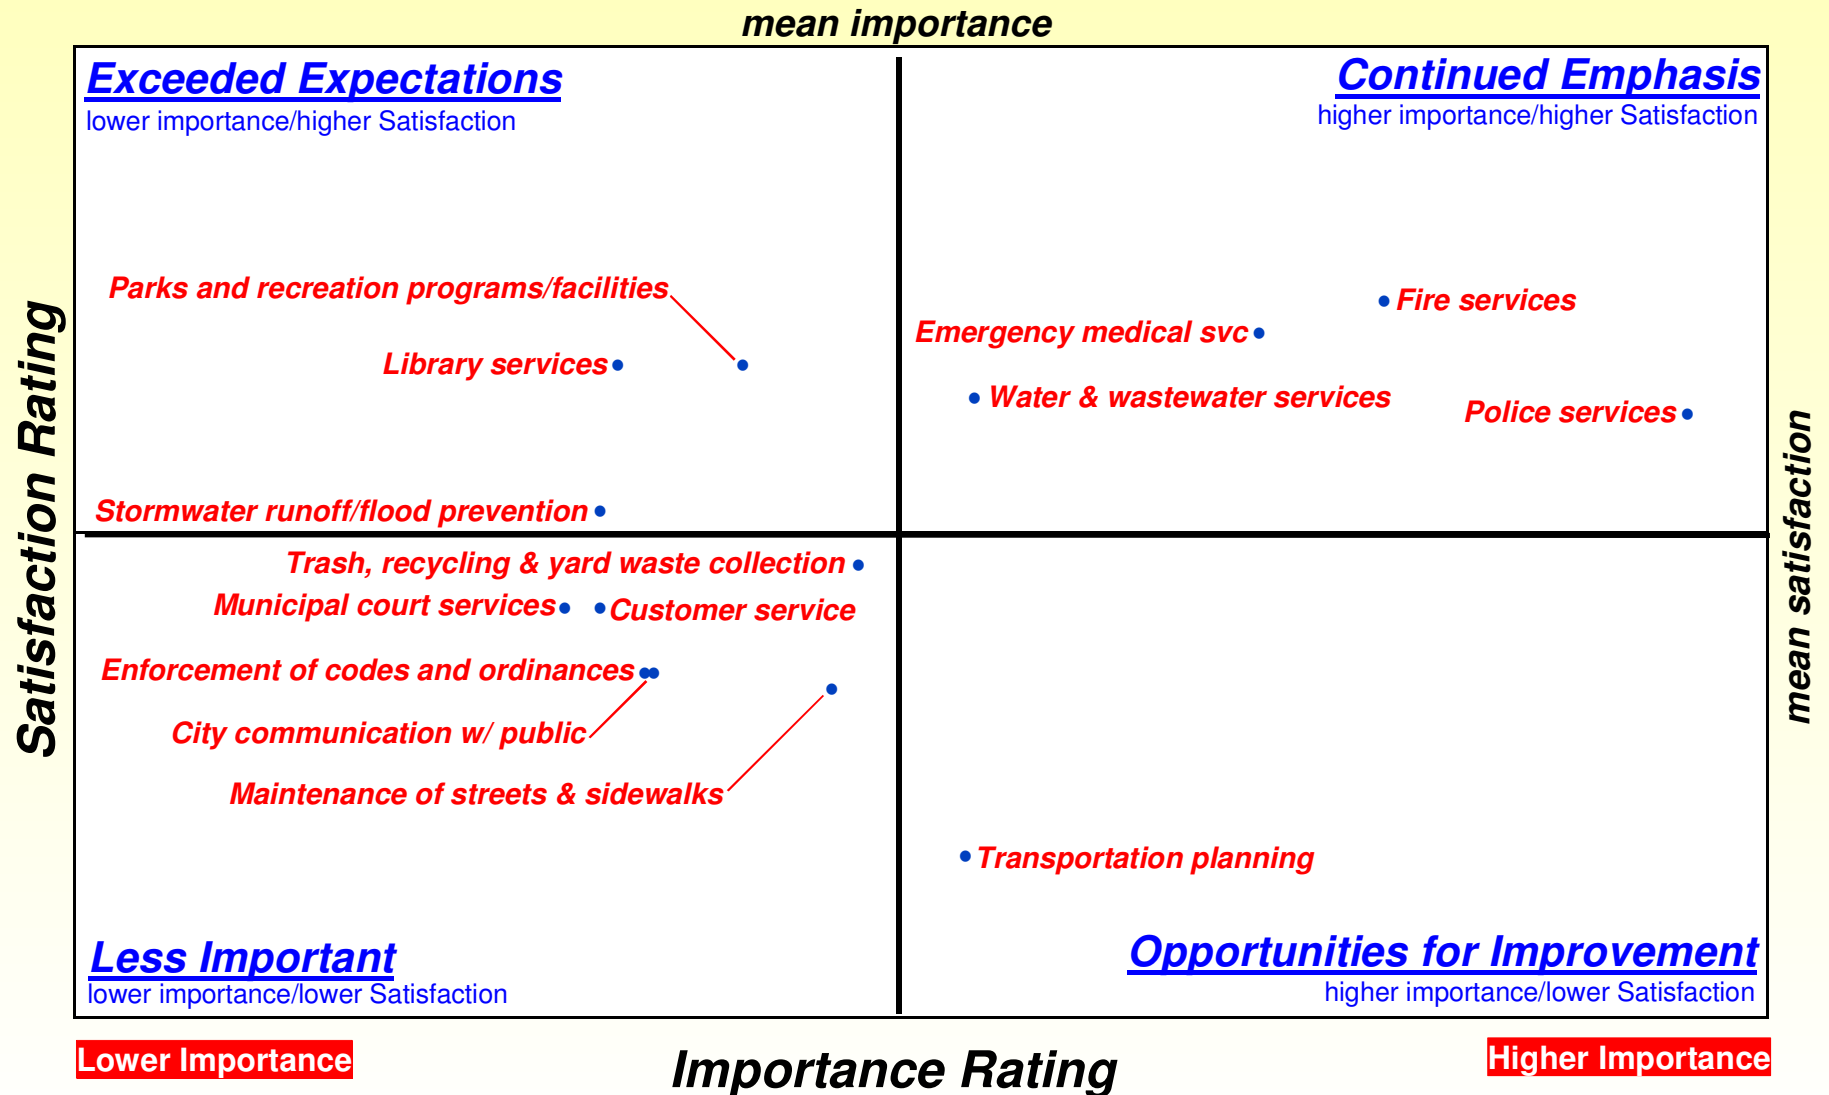 mean importance
Exceeded Expectations
lower importance/higher Satisfaction
Continued Emphasis
higher importance/higher Satisfaction
Satisfaction Rating
mean satisfaction
Parks and recreation programs/facilities
Library services
Stormwater runoff/flood prevention
Fire services
Emergency medical svc
Water & wastewater services
Police services
Trash, recycling & yard waste collection
Municipal court services
Customer service
Enforcement of codes and ordinances
City communication w/ public
Maintenance of streets & sidewalks
Transportation planning
Less Important
lower importance/lower Satisfaction
Opportunities for Improvement
higher importance/lower Satisfaction
Lower Importance
Importance Rating
Higher Importance